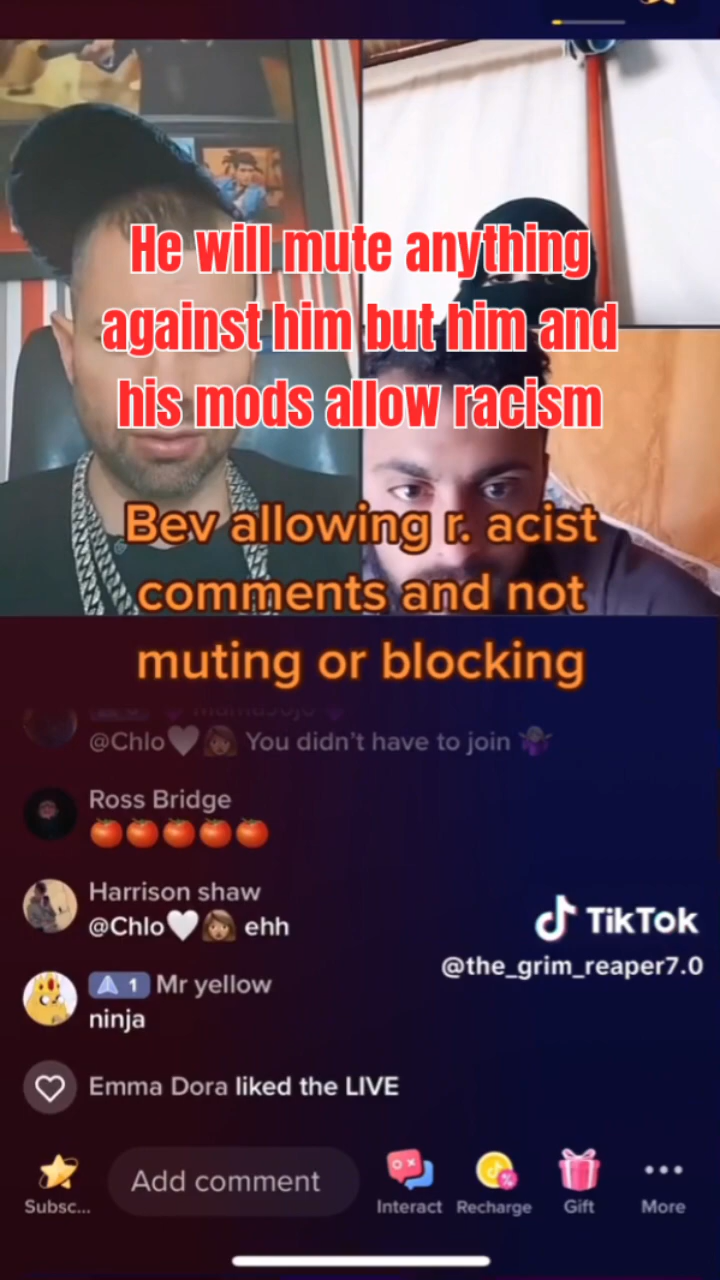 He will mute anything
against him but him and
his mods allow racism
Bev allowing r. acist
comments and not
muting or blocking
@Chlo🤍👩🏽 You didn't have to join 🤷🏽‍♀️
Ross Bridge
🍅🍅🍅🍅🍅
Harrison shaw
@Chlo🤍👩🏽 ehh
TikTok
@the_grim_reaper7.0
1 Mr yellow
ninja
Emma Dora liked the LIVE
Subsc...
Add comment
Interact
Recharge
Gift
More